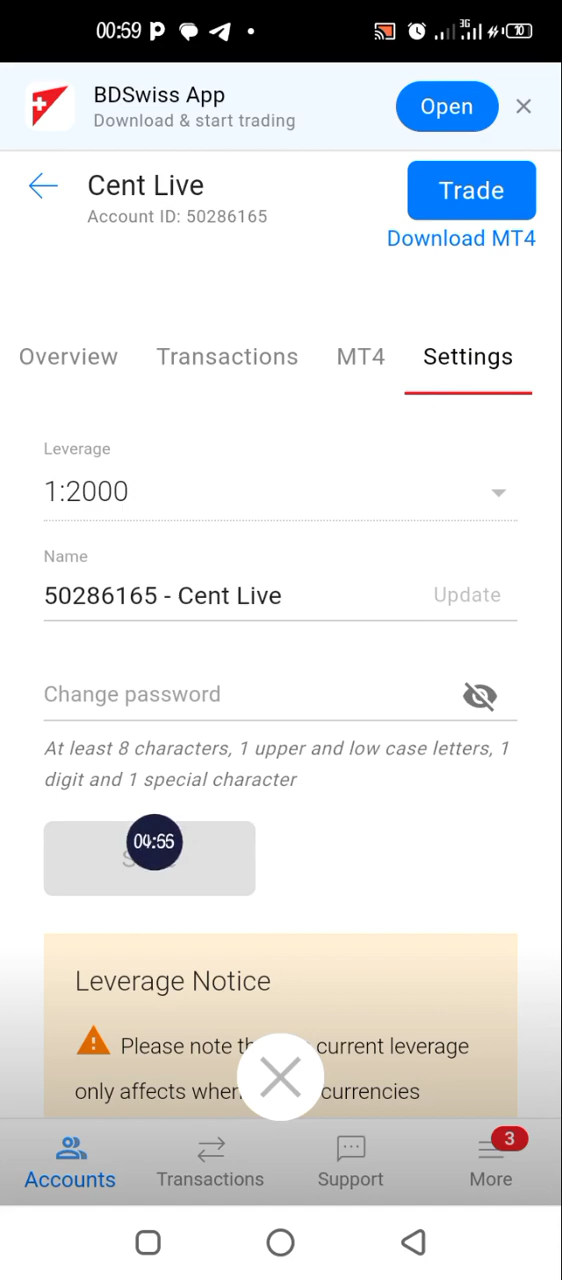 00:59
3G
10
BDSwiss App
Download & start trading
Open
Cent Live
Account ID: 50286165
Trade
Download MT4
Overview Transactions MT4 Settings
Leverage
1:2000
Name
50286165 - Cent Live
Update
Change password
At least 8 characters, 1 upper and low case letters, 1
digit and 1 special character
04:55
Leverage Notice
Please note current leverage
only affects currencies
3
Accounts Transactions Support More